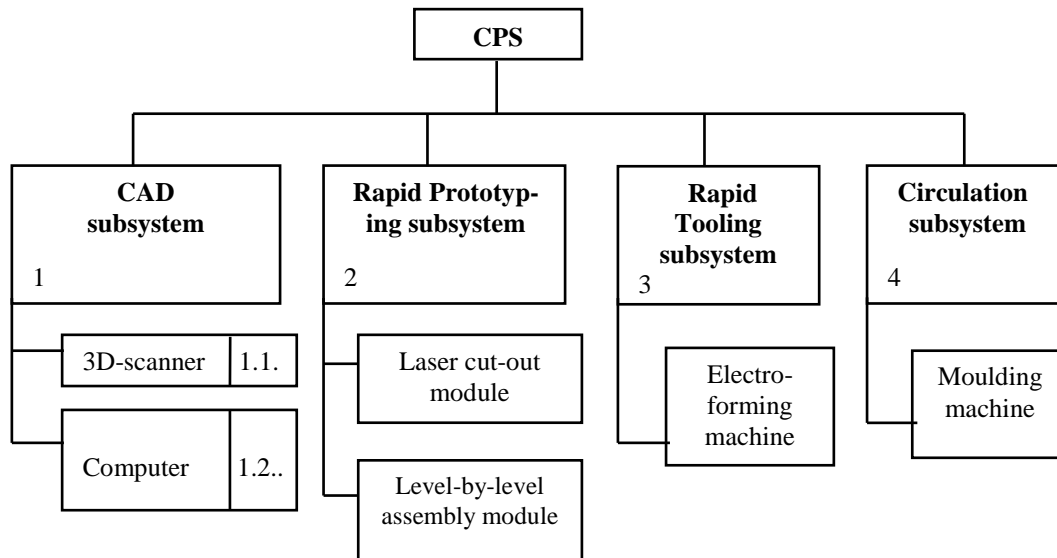 CPS
CAD
subsystem
1
Rapid Prototyp-
ing subsystem
2
Rapid
Tooling
subsystem
3
Circulation
subsystem
4
3D-scanner 1.1.
Computer 1.2..
Laser cut-out
module
Level-by-level
assembly module
Electro-
forming
machine
Moulding
machine